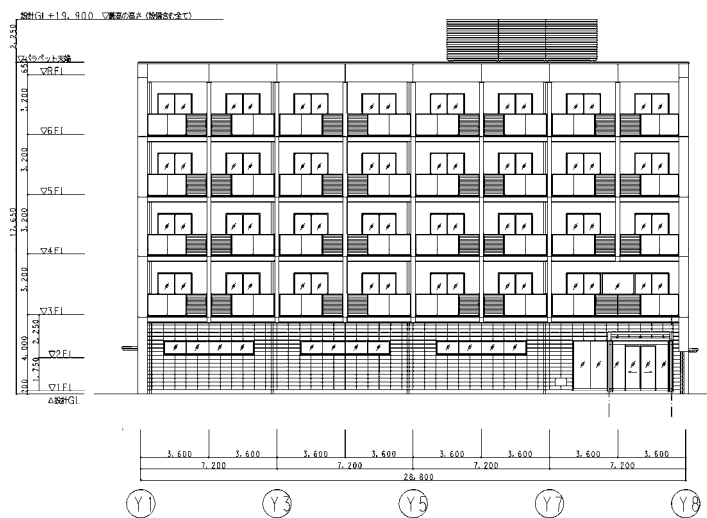 設計GL+19,900 ▽最高の高さ (設備含む全て)
2,250
▽パラペット天端
650
▽RFL
3,200
▽6FL
3,200
▽5FL
17,650
3,200
▽4FL
3,200
▽3FL
2,250
4,000
▽2FL
1,750
▽1FL
200
△設計GL
3,600 3,600 3,600 3,600 3,600 3,600 3,600 3,600
7,200 7,200 7,200 7,200
28,800
Y1 Y3 Y5 Y7 Y8